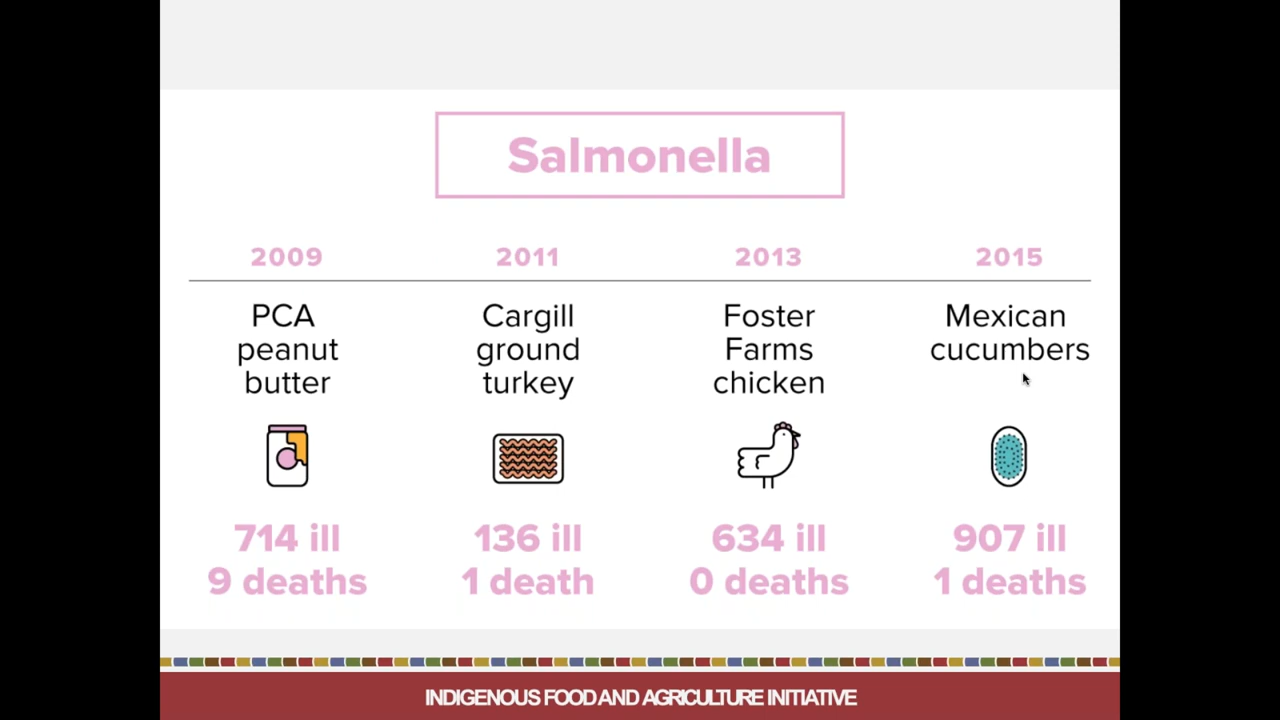 Salmonella
2009
2011
2013
2015
PCA
peanut
butter
Cargill
ground
turkey
Foster
Farms
chicken
Mexican
cucumbers
714 ill
9 deaths
136 ill
1 death
634 ill
0 deaths
907 ill
1 deaths
INDIGENOUS FOOD AND AGRICULTURE INITIATIVE